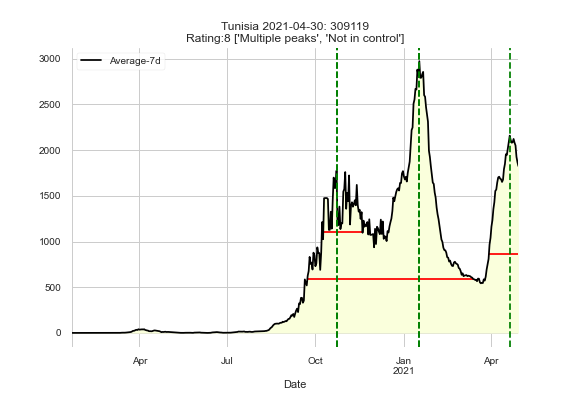 Tunisia 2021-04-30: 309119
Rating:8 ['Multiple peaks', 'Not in control']
Average-7d
3000
2500
2000
1500
1000
500
0
Apr
Jul
Oct
Jan
2021
Apr
Date